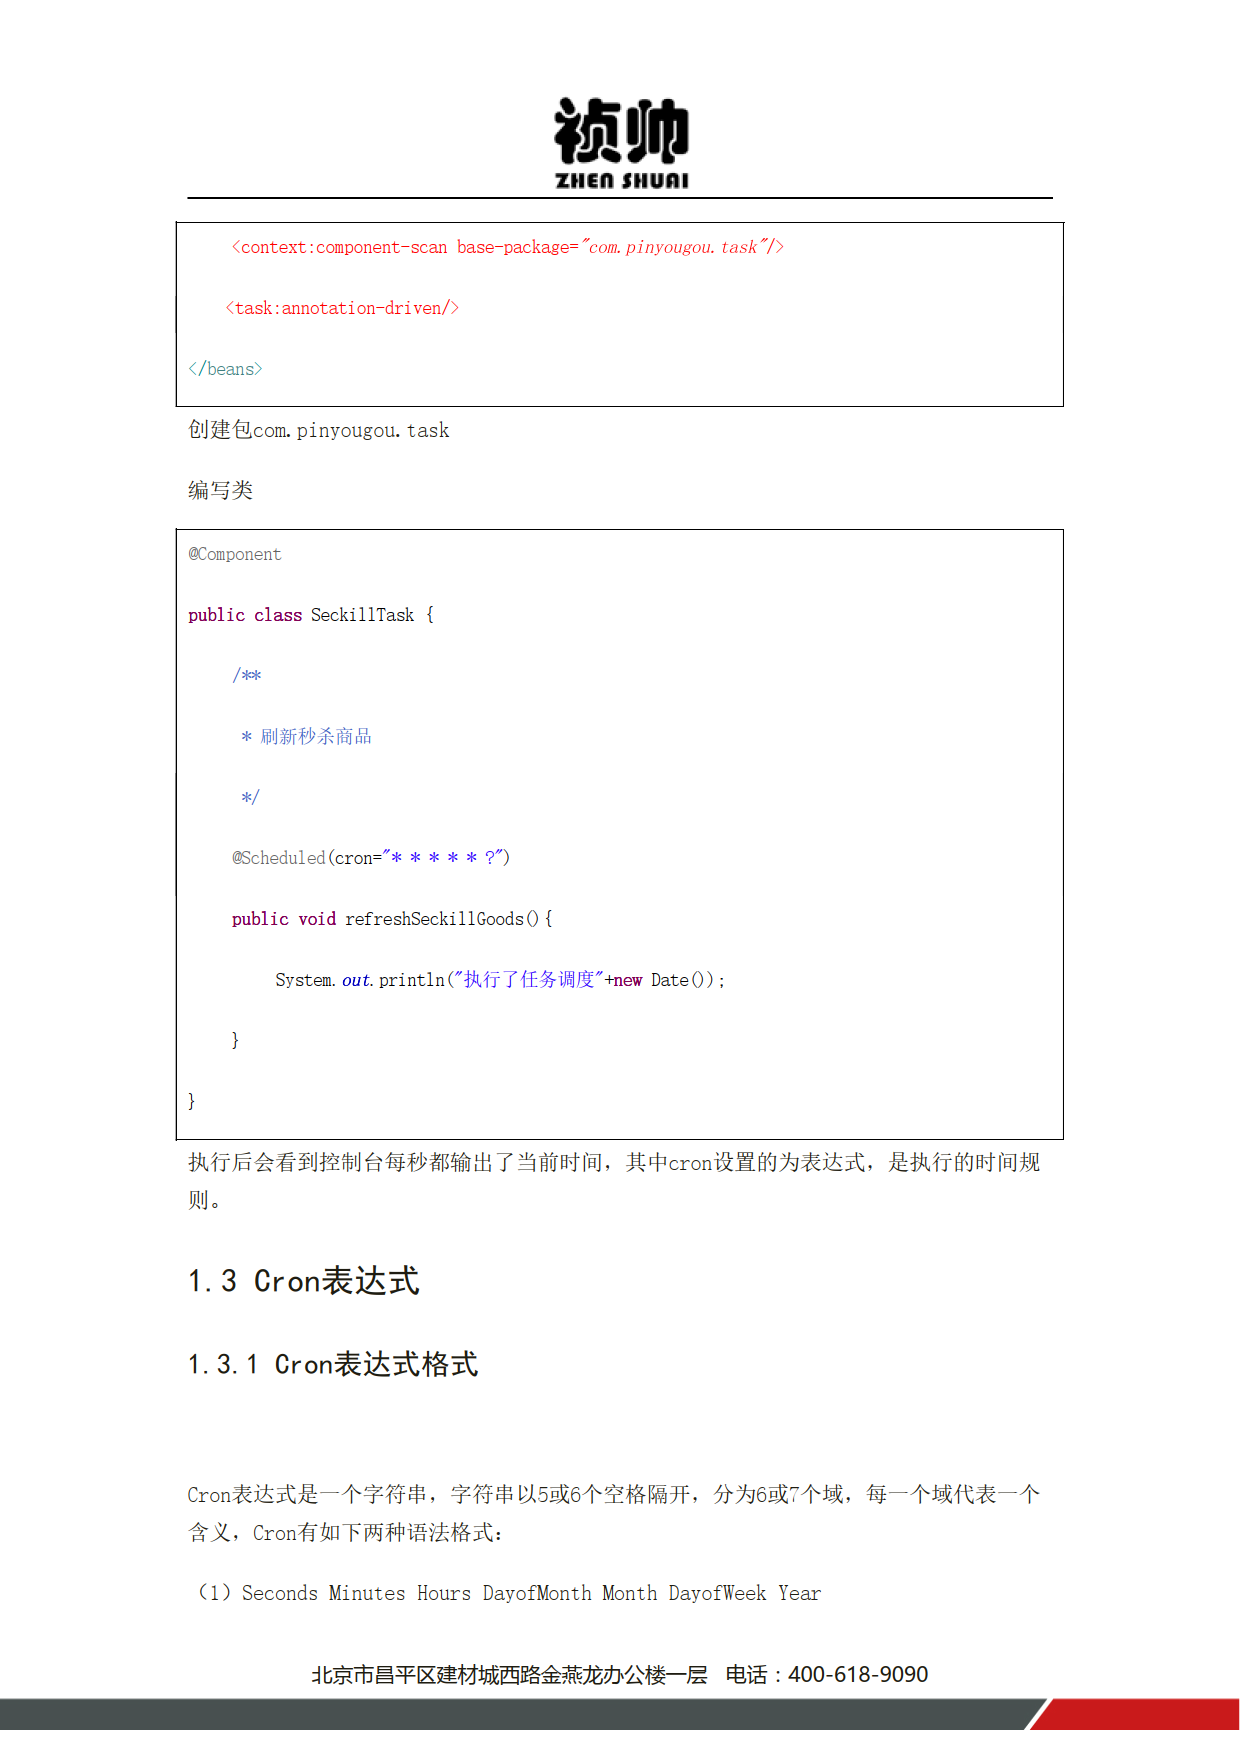 祯帅
ZHEN SHUAI
<context:component-scan base-package="com.pinyougou.task"/>
<task:annotation-driven/>
</beans>
创建包com.pinyougou.task
编写类
@Component
public class SeckillTask {
/**
* 刷新秒杀商品
*/
@Scheduled(cron="* * * * * ?")
public void refreshSeckillGoods(){
System.out.println("执行了任务调度"+new Date());
}
}
执行后会看到控制台每秒都输出了当前时间，其中cron设置的为表达式，是执行的时间规
则。
1.3 Cron表达式
1.3.1 Cron表达式格式
Cron表达式是一个字符串，字符串以5或6个空格隔开，分为6或7个域，每一个域代表一个
含义，Cron有如下两种语法格式：
（1）Seconds Minutes Hours DayofMonth Month DayofWeek Year
北京市昌平区建材城西路金燕龙办公楼一层 电话：400-618-9090